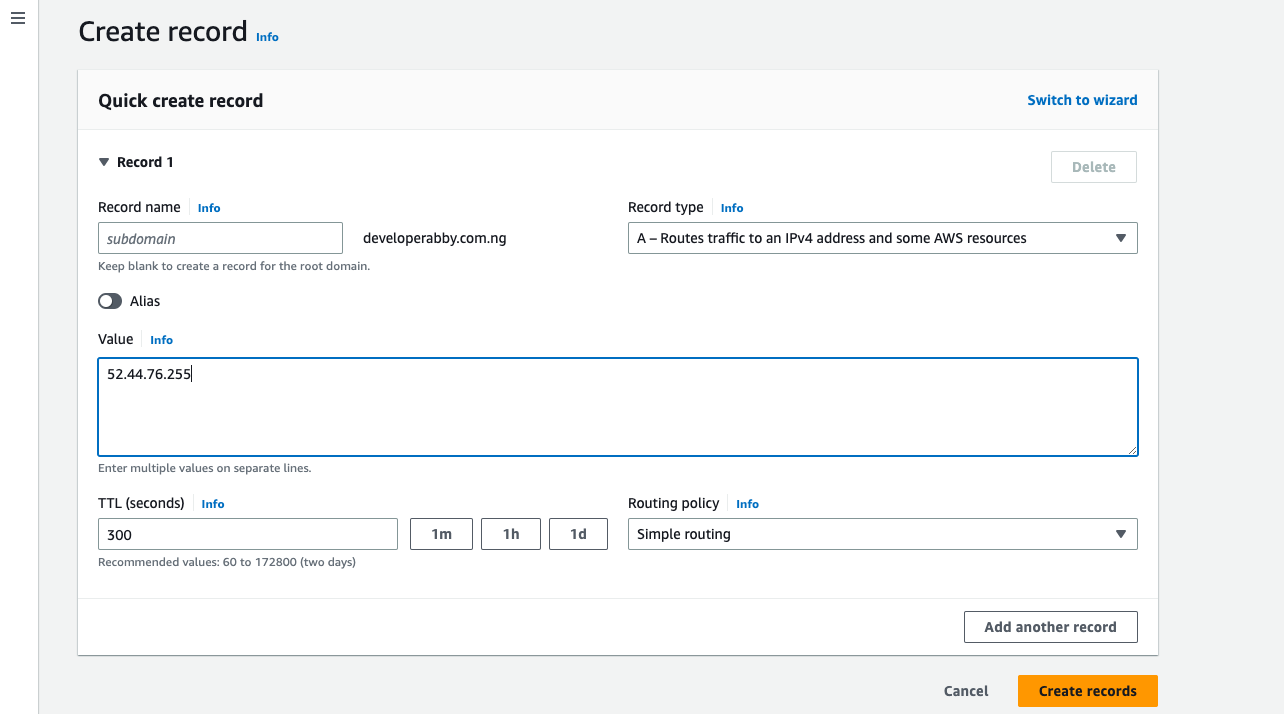 Create record Info
Quick create record Switch to wizard
Record 1 Delete
Record name Info Record type Info
subdomain developerabby.com.ng A – Routes traffic to an IPv4 address and some AWS resources
Keep blank to create a record for the root domain.
Alias
Value Info
52.44.76.255
Enter multiple values on separate lines.
TTL (seconds) Info Routing policy Info
300 1m 1h 1d Simple routing
Recommended values: 60 to 172800 (two days)
Add another record
Cancel Create records